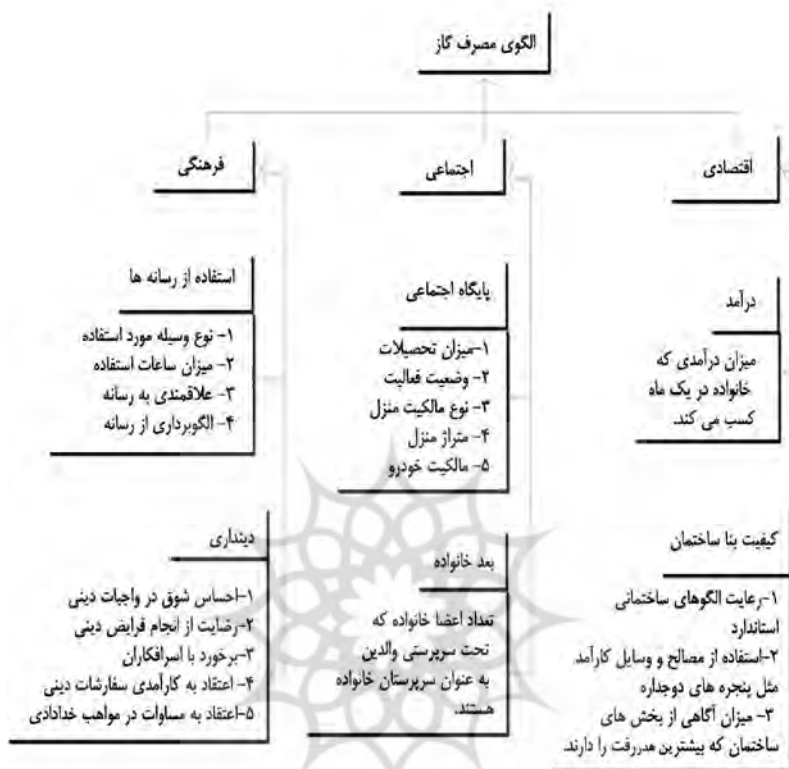 الگوی مصرف گاز
اقتصادی
اجتماعی
فرهنگی
درآمد
میزان درآمدی که
خانواده در یک ماه
کسب می کند.
پایگاه اجتماعی
۱-میزان تحصیلات
۲- وضعیت فعالیت
۳- نوع مالکیت منزل
۴- متراژ منزل
۵- مالکیت خودرو
استفاده از رسانه ها
۱- نوع وسیله مورد استفاده
۲- میزان ساعات استفاده
۳- علاقمندی به رسانه
۴- الگوبرداری از رسانه
کیفیت بنا ساختمان
۱-رعایت الگوهای ساختمانی
استاندارد
۲-استفاده از مصالح و وسایل کارآمد
مثل پنجره های دوجداره
۳- میزان آگاهی از بخش های
ساختمان که بیشترین هدررفت را دارند.
بعد خانواده
تعداد اعضا خانواده که
تحت سرپرستی والدین
به عنوان سرپرستان خانواده
هستند.
دینداری
۱-احساس شوق در واجبات دینی
۲-رضایت از انجام فرایض دینی
۳-برخورد با اسرافکاران
۴- اعتقاد به کارآمدی سفارشات دینی
۵-اعتقاد به مساوات در مواهب خدادادی